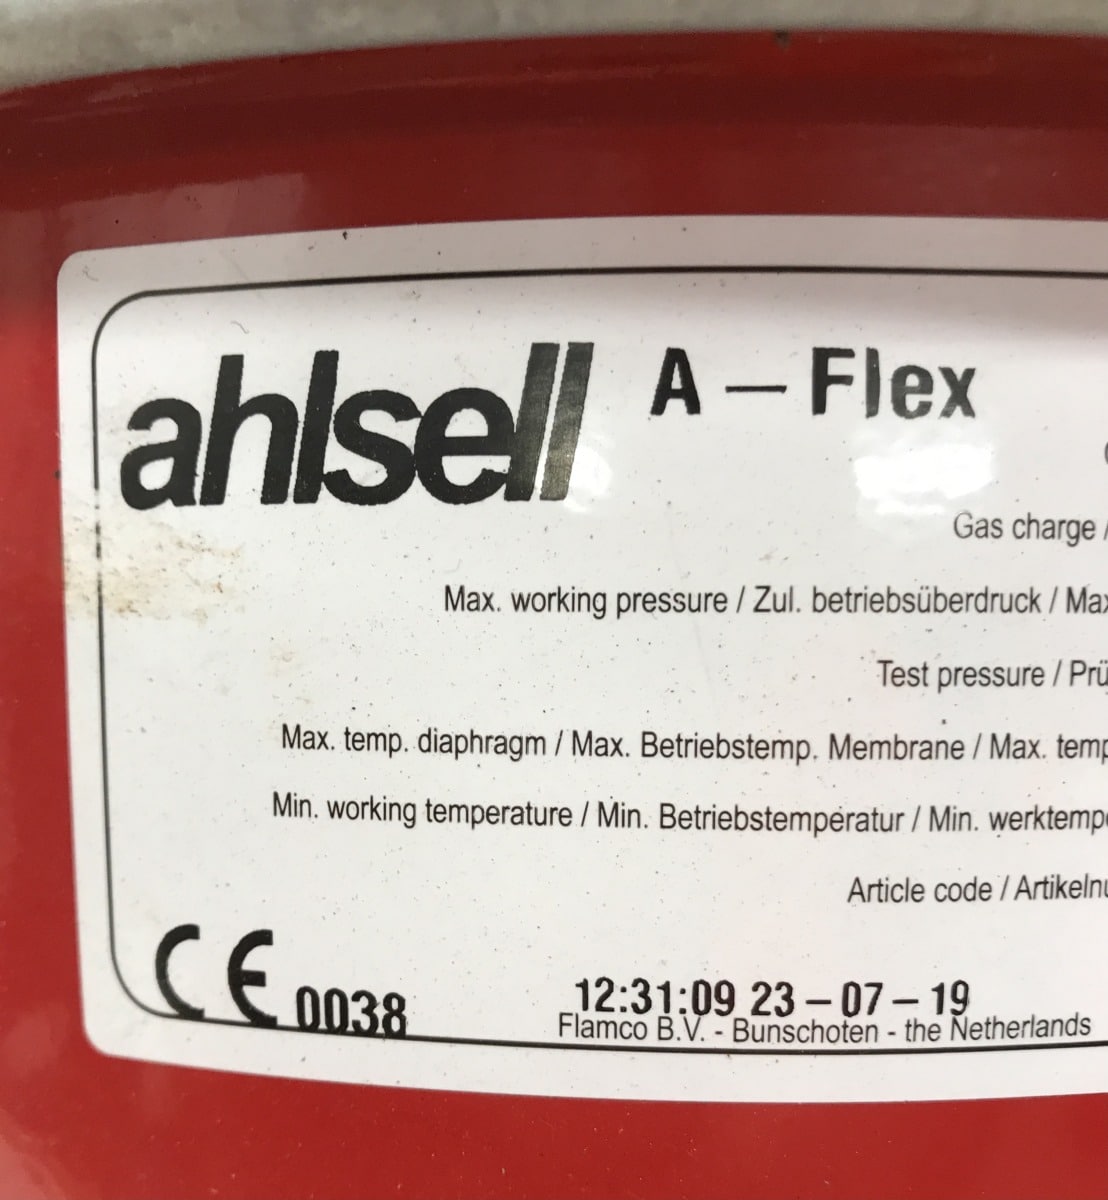 ahlsell A – Flex
Gas charge /
Max. working pressure / Zul. betriebsüberdruck / Max
Test pressure / Prü
Max. temp. diaphragm / Max. Betriebstemp. Membrane / Max. temp
Min. working temperature / Min. Betriebstemperatur / Min. werktempe
Article code / Artikelnu
CE 0038
12:31:09 23 – 07 – 19
Flamco B.V. - Bunschoten - the Netherlands